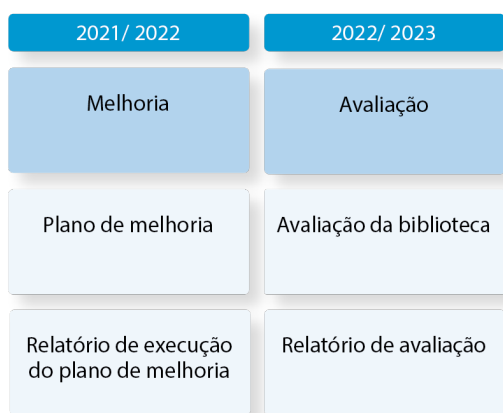 2021/ 2022
2022/ 2023
Melhoria
Avaliação
Plano de melhoria
Avaliação da biblioteca
Relatório de execução
do plano de melhoria
Relatório de avaliação